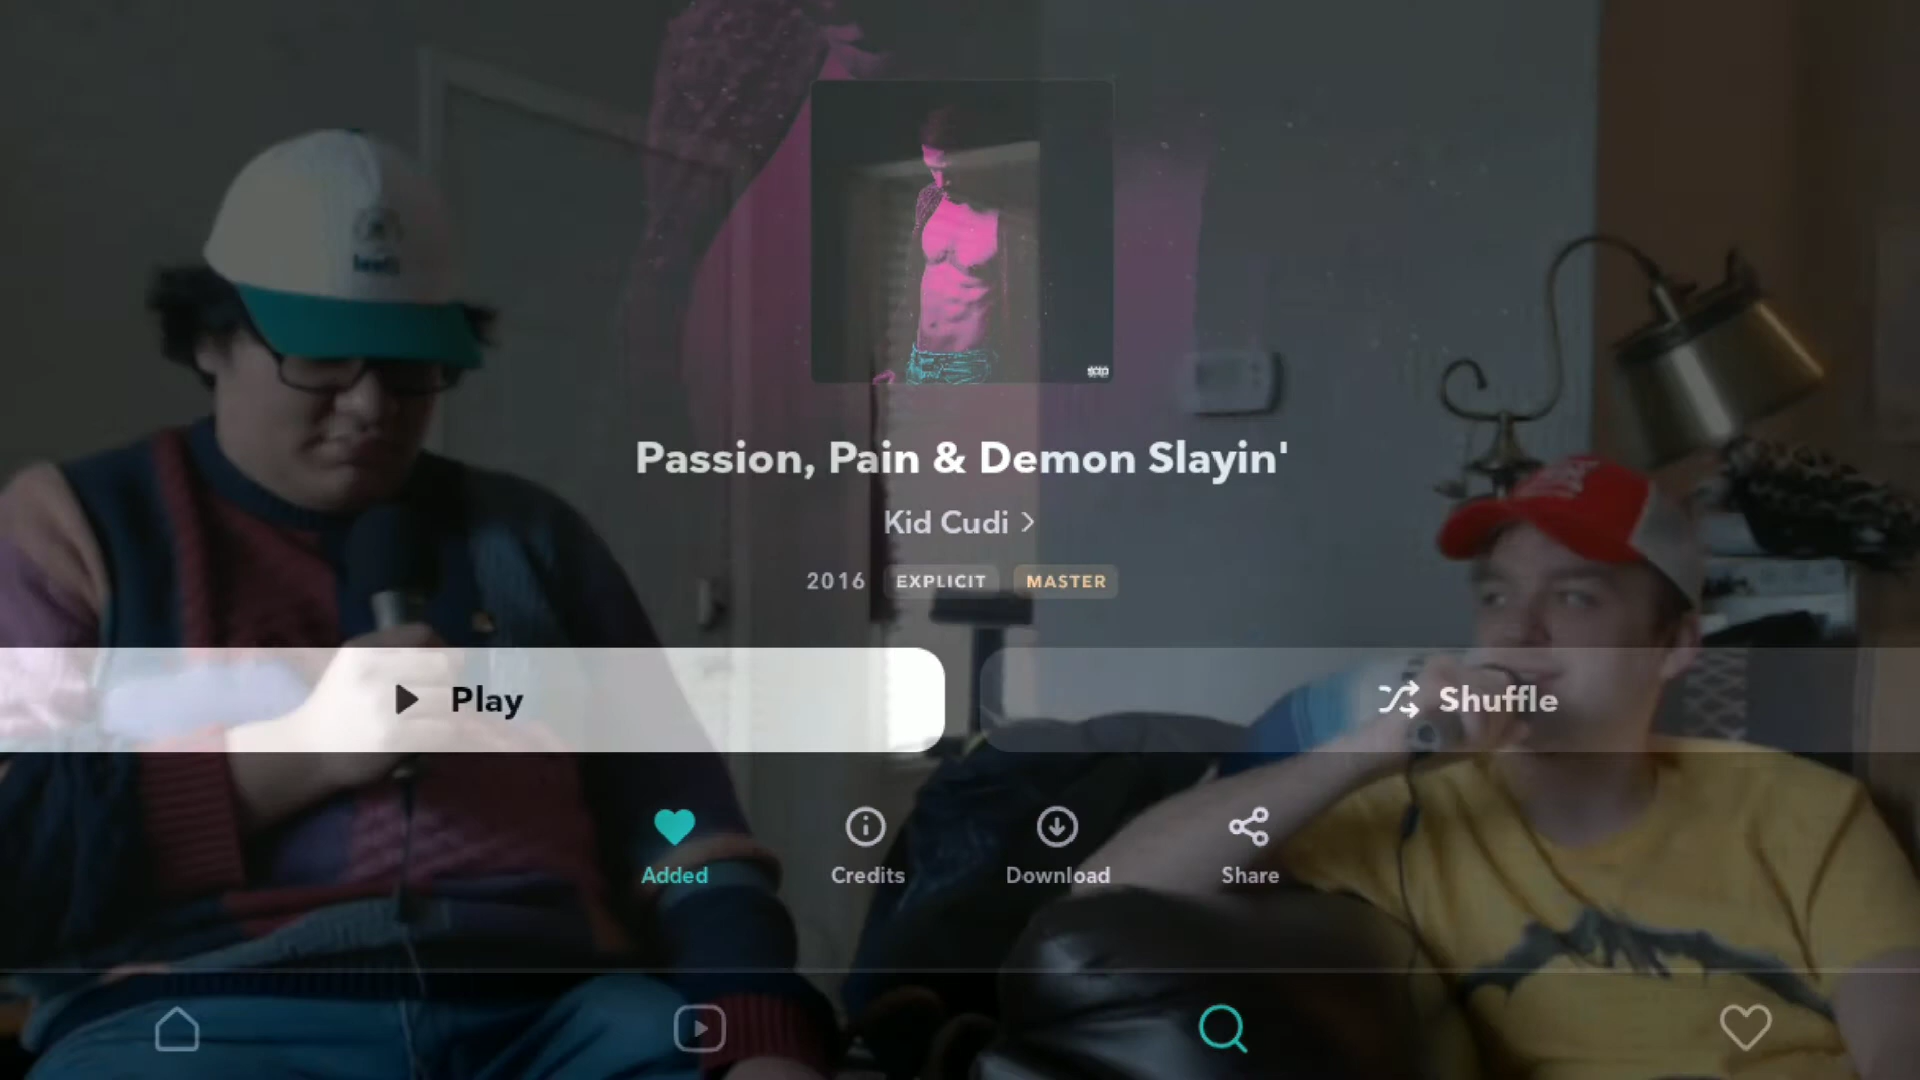 Passion, Pain & Demon Slayin'
Kid Cudi >
2016 EXPLICIT MASTER
Play
Shuffle
Added
Credits
Download
Share